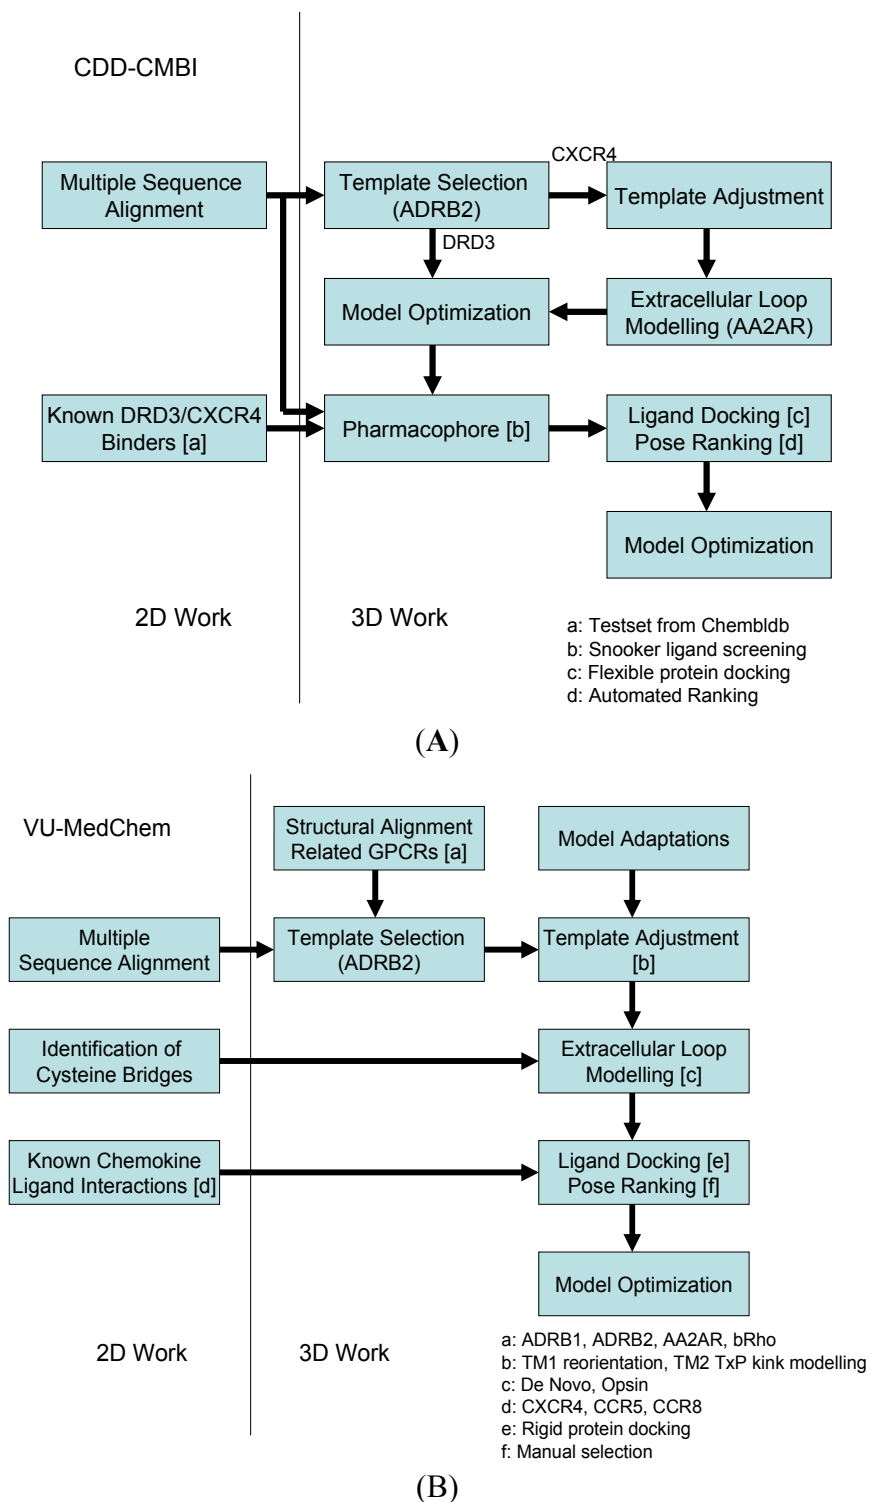 CDD-CMBI
CXCR4
Multiple Sequence
Alignment
Template Selection
(ADRB2)
Template Adjustment
DRD3
Model Optimization
Extracellular Loop
Modelling (AA2AR)
Known DRD3/CXCR4
Binders [a]
Pharmacophore [b]
Ligand Docking [c]
Pose Ranking [d]
Model Optimization
2D Work
3D Work
a: Testset from Chembldb
b: Snooker ligand screening
c: Flexible protein docking
d: Automated Ranking
(A)
VU-MedChem
Structural Alignment
Related GPCRs [a]
Model Adaptations
Multiple
Sequence Alignment
Template Selection
(ADRB2)
Template Adjustment
[b]
Identification of
Cysteine Bridges
Extracellular Loop
Modelling [c]
Known Chemokine
Ligand Interactions [d]
Ligand Docking [e]
Pose Ranking [f]
Model Optimization
2D Work
3D Work
a: ADRB1, ADRB2, AA2AR, bRho
b: TM1 reorientation, TM2 TxP kink modelling
c: De Novo, Opsin
d: CXCR4, CCR5, CCR8
e: Rigid protein docking
f: Manual selection
(B)